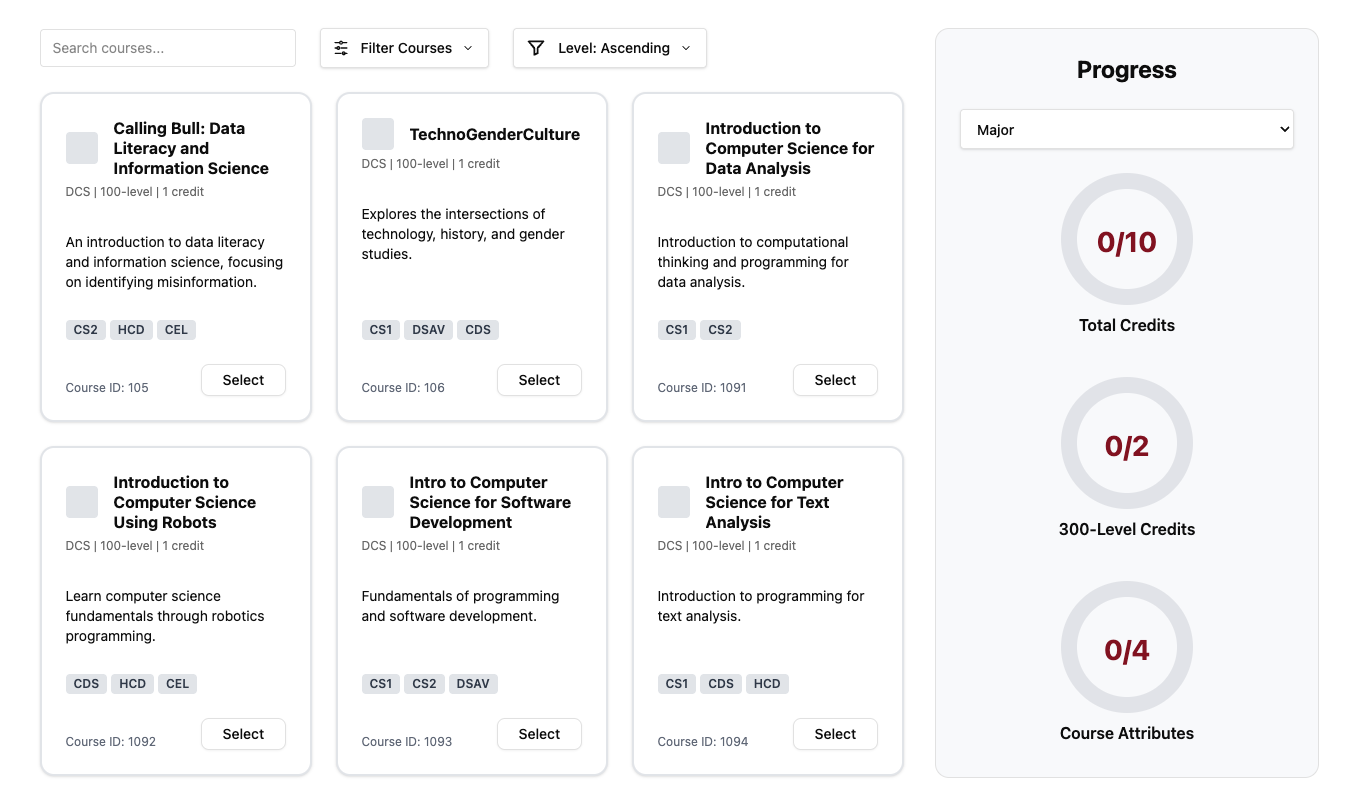 Search courses...
Filter Courses
Level: Ascending
Calling Bull: Data
Literacy and
Information Science
DCS | 100-level | 1 credit
An introduction to data literacy
and information science, focusing
on identifying misinformation.
CS2 HCD CEL
Course ID: 105
Select
TechnoGenderCulture
DCS | 100-level | 1 credit
Explores the intersections of
technology, history, and gender
studies.
CS1 DSAV CDS
Course ID: 106
Select
Introduction to
Computer Science for
Data Analysis
DCS | 100-level | 1 credit
Introduction to computational
thinking and programming for
data analysis.
CS1 CS2
Course ID: 1091
Select
Introduction to
Computer Science
Using Robots
DCS | 100-level | 1 credit
Learn computer science
fundamentals through robotics
programming.
CDS HCD CEL
Course ID: 1092
Select
Intro to Computer
Science for Software
Development
DCS | 100-level | 1 credit
Fundamentals of programming
and software development.
CS1 CS2 DSAV
Course ID: 1093
Select
Intro to Computer
Science for Text
Analysis
DCS | 100-level | 1 credit
Introduction to programming for
text analysis.
CS1 CDS HCD
Course ID: 1094
Select
Progress
Major
0/10
Total Credits
0/2
300-Level Credits
0/4
Course Attributes